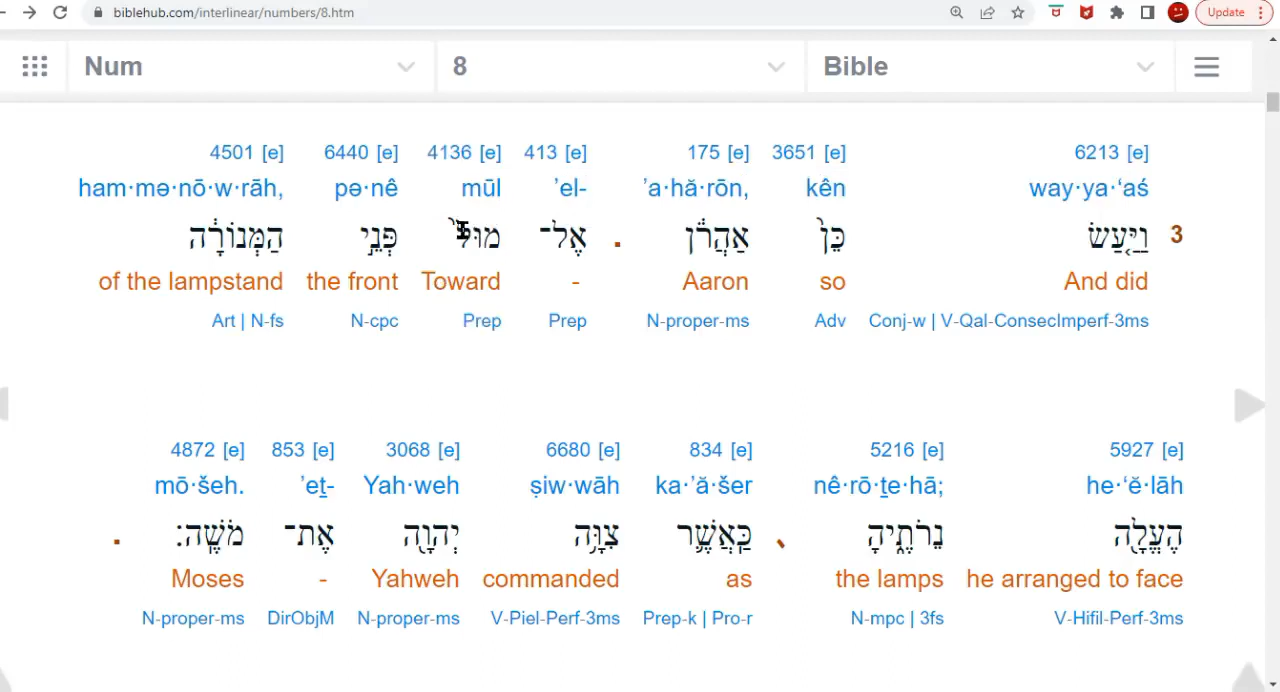 biblehub.com/interlinear/numbers/8.htm Update
Num 8 Bible
4501 [e] 6440 [e] 4136 [e] 413 [e] 175 [e] 3651 [e] 6213 [e]
ham·mə·nō·w·rāh, pə·nê mūl ’el- ’a·hă·rōn, kên way·ya·‘aś
3 וַיַּ֤עַשׂ כֵּן֙ אַהֲרֹ֔ן . אֶל־ מוּל֙ פְּנֵ֣י הַמְּנוֹרָ֔ה
of the lampstand the front Toward - Aaron so And did
Art | N-fs N-cpc Prep Prep N-proper-ms Adv Conj-w | V-Qal-ConsecImperf-3ms
4872 [e] 853 [e] 3068 [e] 6680 [e] 834 [e] 5216 [e] 5927 [e]
mō·šeh. ’eṯ- Yah·weh ṣiw·wāh ka·’ă·šer nê·rō·ṯe·hā; he·‘ĕ·lāh
הֶעֱלָ֖ה נֵרֹתֶ֑יהָ 、 כַּֽאֲשֶׁ֛ר צִוָּ֥ה יְהוָ֖ה אֶת־ מֹשֶֽׁה׃ .
Moses - Yahweh commanded as the lamps he arranged to face
N-proper-ms DirObjM N-proper-ms V-Piel-Perf-3ms Prep-k | Pro-r N-mpc | 3fs V-Hifil-Perf-3ms